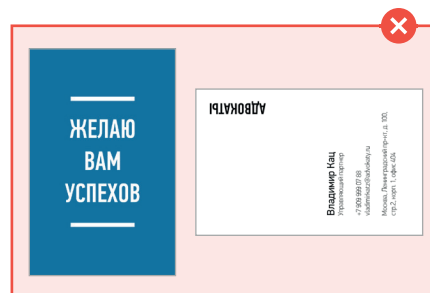 ЖЕЛАЮ
ВАМ
УСПЕХОВ
АДВОКАТЫ
Владимир Кац
Управляющий партнер
+7 909 999 07 88
vladimirkatz@advokaty.ru
Москва, Ленинградский пр-кт, д. 100,
стр.2, корп. 1, офис 404